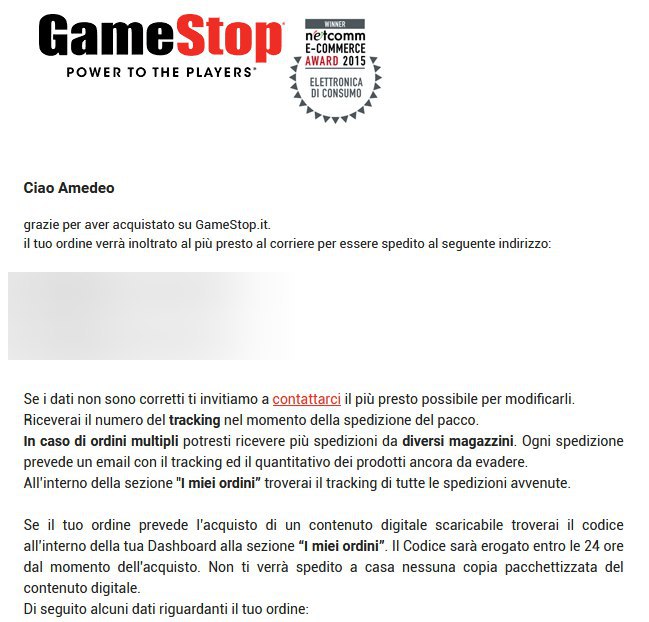 GameStop
POWER TO THE PLAYERS
WINNER
netcomm
E-COMMERCE
AWARD 2015
ELETTRONICA
DI CONSUMO
Ciao Amedeo
grazie per aver acquistato su GameStop.it.
il tuo ordine verrà inoltrato al più presto al corriere per essere spedito al seguente indirizzo:
Se i dati non sono corretti ti invitiamo a contattarci il più presto possibile per modificarli.
Riceverai il numero del tracking nel momento della spedizione del pacco.
In caso di ordini multipli potresti ricevere più spedizioni da diversi magazzini. Ogni spedizione
prevede un email con il tracking ed il quantitativo dei prodotti ancora da evadere.
All'interno della sezione "I miei ordini” troverai il tracking di tutte le spedizioni avvenute.
Se il tuo ordine prevede l'acquisto di un contenuto digitale scaricabile troverai il codice
all'interno della tua Dashboard alla sezione “I miei ordini”. Il Codice sarà erogato entro le 24 ore
dal momento dell'acquisto. Non ti verrà spedito a casa nessuna copia pacchettizzata del
contenuto digitale.
Di seguito alcuni dati riguardanti il tuo ordine: